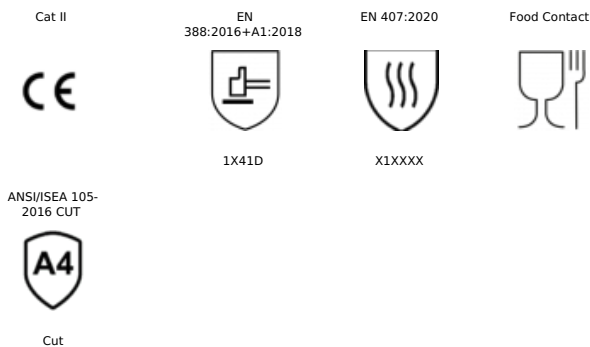 Cat II
EN
388:2016+A1:2018
EN 407:2020
Food Contact
CE
1X41D
X1XXXX
ANSI/ISEA 105-
2016 CUT
A4
Cut